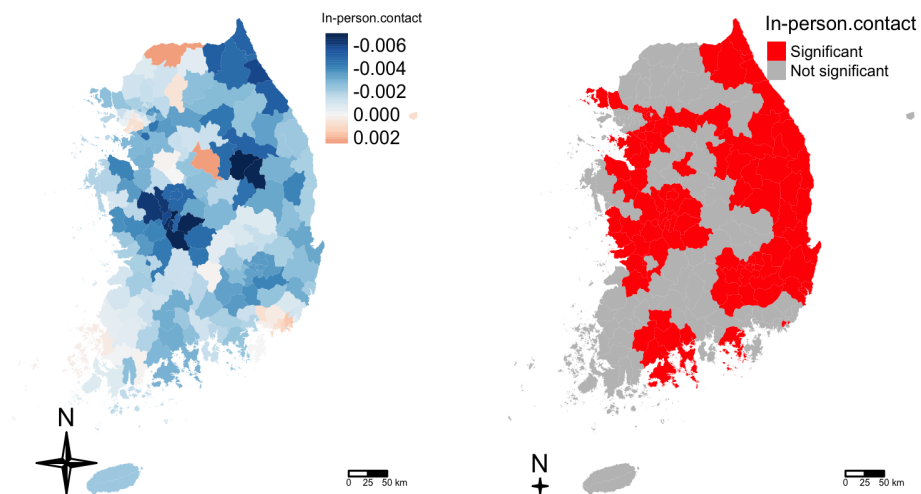 In-person.contact
-0.006
-0.004
-0.002
0.000
0.002
N
0 25 50 km
In-person.contact
Significant
Not significant
N
0 25 50 km